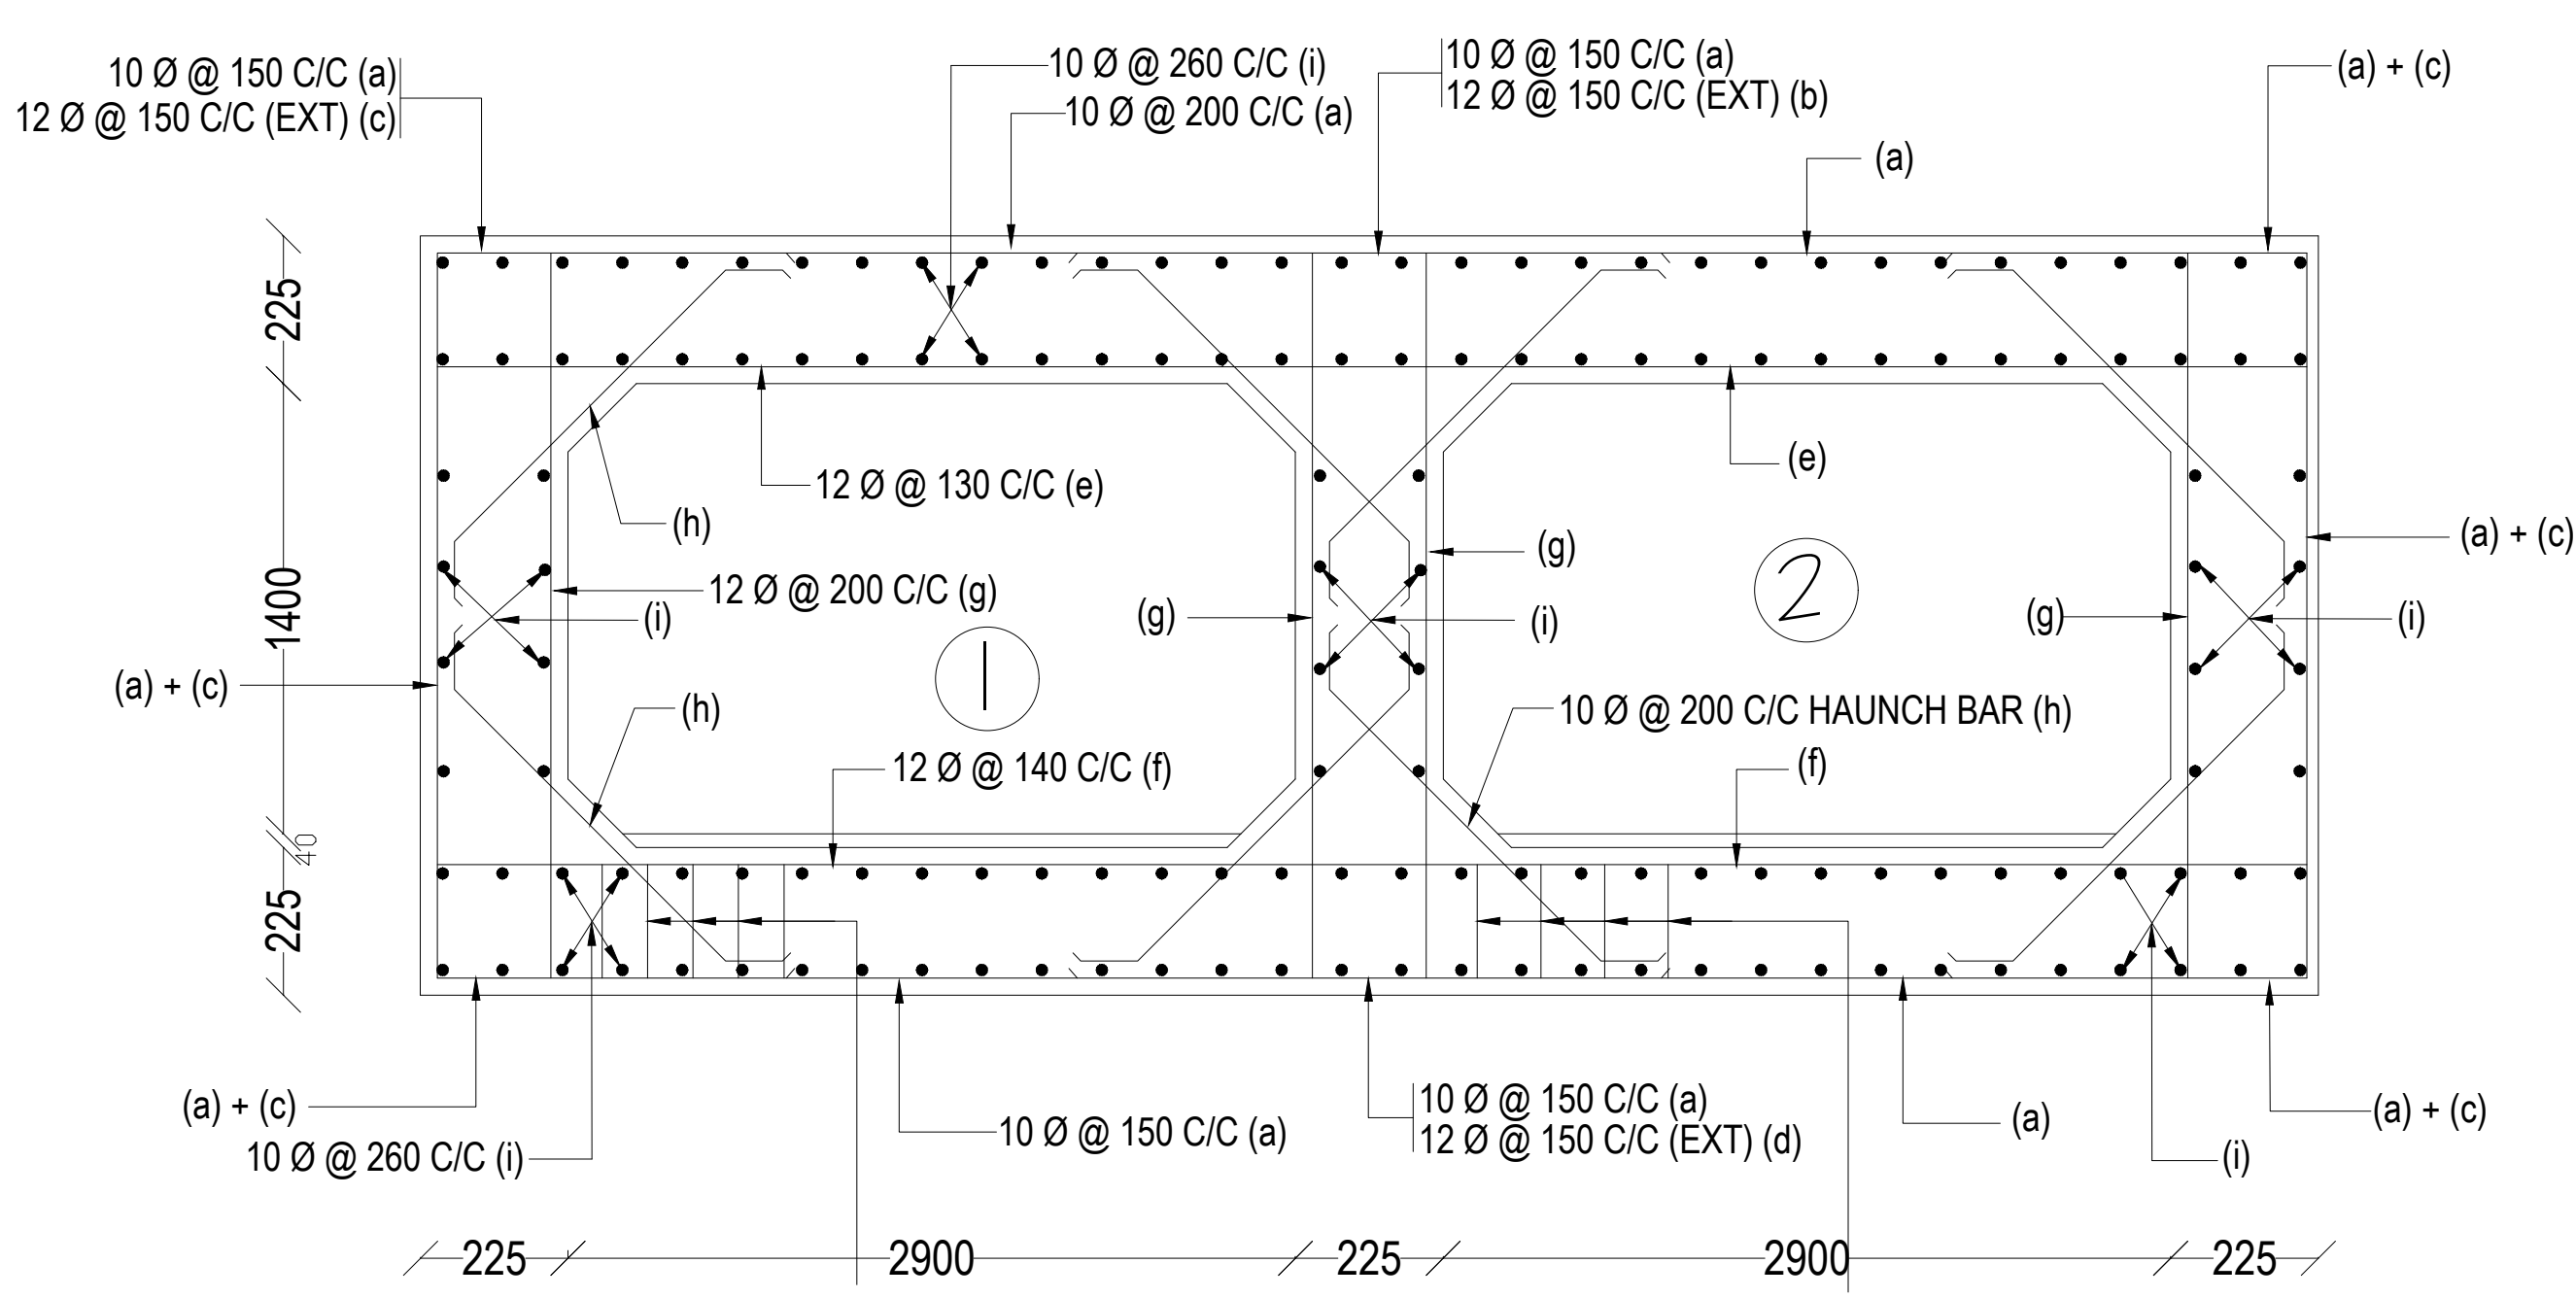 10 Ø @ 150 C/C (a)
12 Ø @ 150 C/C (EXT) (c)
10 Ø @ 260 C/C (i)
10 Ø @ 200 C/C (a)
10 Ø @ 150 C/C (a)
12 Ø @ 150 C/C (EXT) (b)
(a)
(a) + (c)
225
1400
40
225
12 Ø @ 130 C/C (e)
(h)
(e)
12 Ø @ 200 C/C (g)
(i)
(g)
(g)
(i)
(g)
(a) + (c)
(i)
1
2
(a) + (c)
(h)
10 Ø @ 200 C/C HAUNCH BAR (h)
12 Ø @ 140 C/C (f)
(f)
(a) + (c)
10 Ø @ 260 C/C (i)
10 Ø @ 150 C/C (a)
10 Ø @ 150 C/C (a)
12 Ø @ 150 C/C (EXT) (d)
(a)
(i)
(a) + (c)
225
2900
225
2900
225